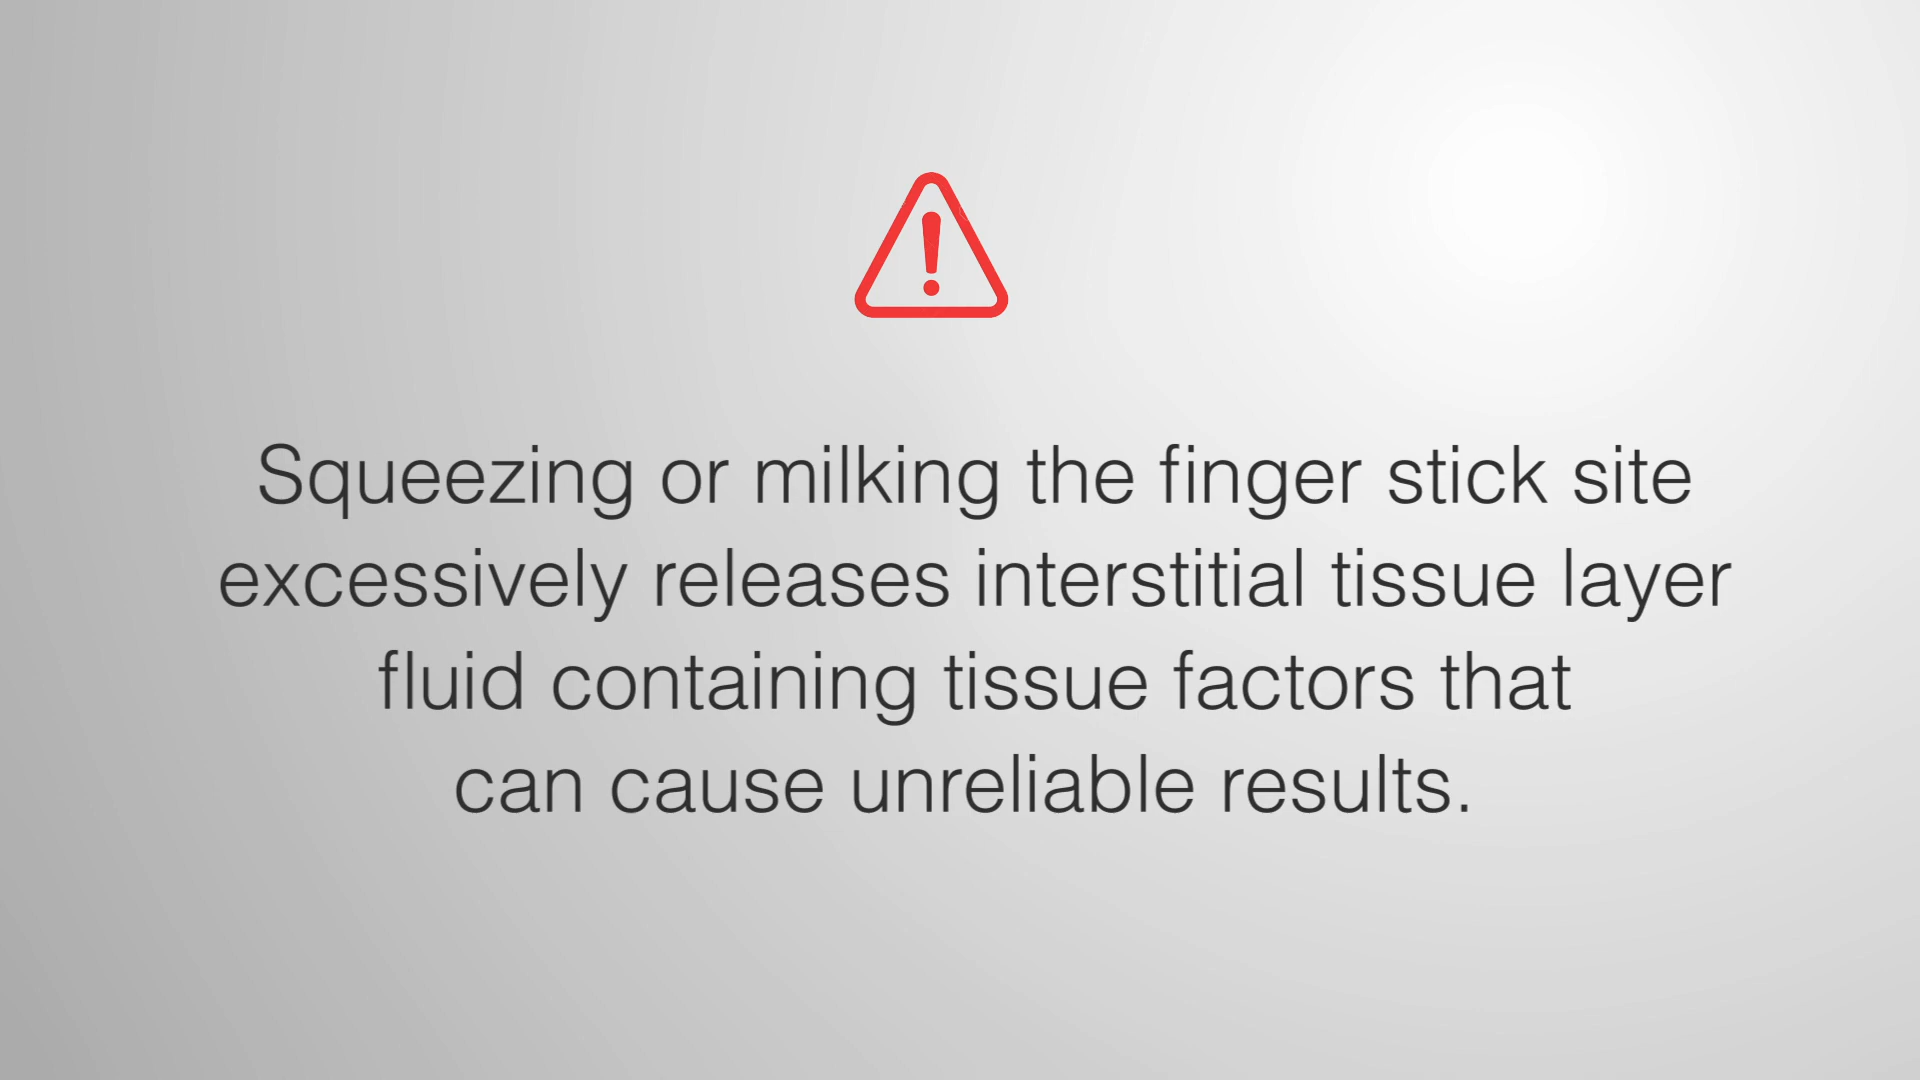 Squeezing or milking the finger stick site
excessively releases interstitial tissue layer
fluid containing tissue factors that
can cause unreliable results.